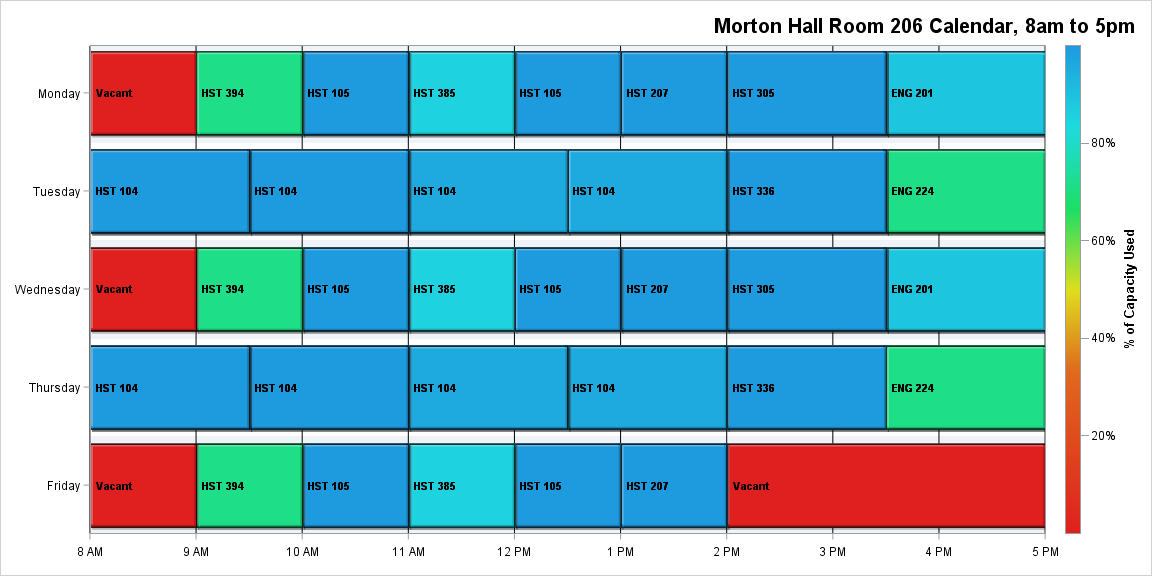 Morton Hall Room 206 Calendar, 8am to 5pm
Monday
Vacant
HST 394
HST 105
HST 385
HST 105
HST 207
HST 305
ENG 201
Tuesday
HST 104
HST 104
HST 104
HST 104
HST 336
ENG 224
Wednesday
Vacant
HST 394
HST 105
HST 385
HST 105
HST 207
HST 305
ENG 201
Thursday
HST 104
HST 104
HST 104
HST 104
HST 336
ENG 224
Friday
Vacant
HST 394
HST 105
HST 385
HST 105
HST 207
Vacant
8 AM
9 AM
10 AM
11 AM
12 PM
1 PM
2 PM
3 PM
4 PM
5 PM
80%
60%
40%
20%
% of Capacity Used